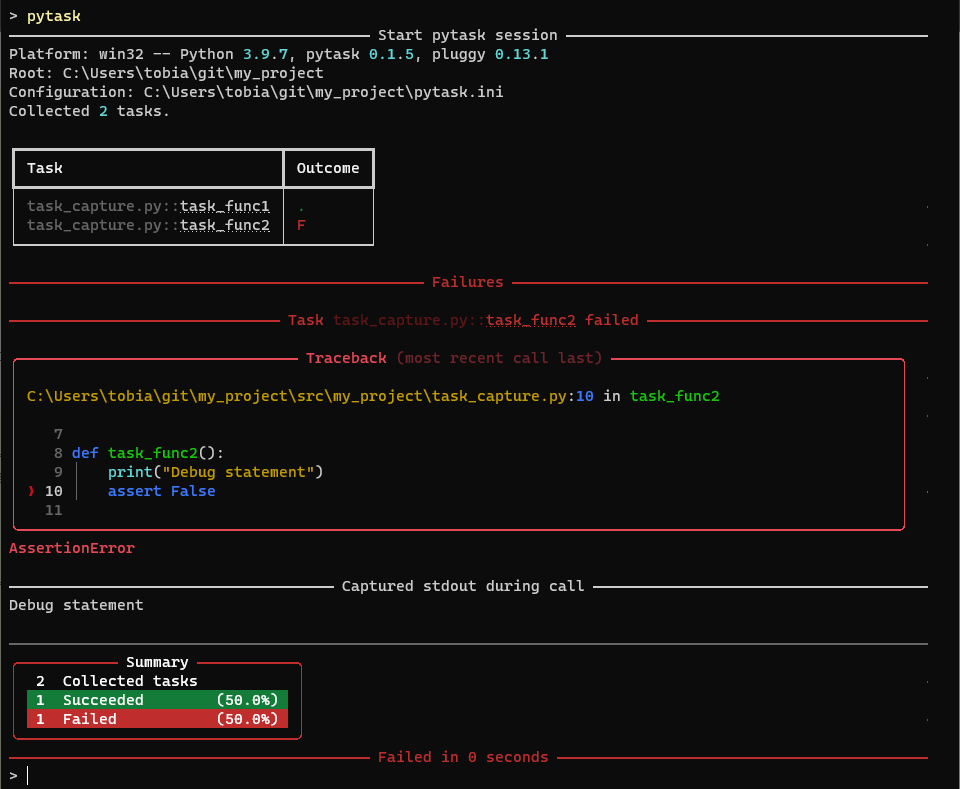 > pytask
Start pytask session
Platform: win32 -- Python 3.9.7, pytask 0.1.5, pluggy 0.13.1
Root: C:\Users\tobia\git\my_project
Configuration: C:\Users\tobia\git\my_project\pytask.ini
Collected 2 tasks.
Task Outcome
task_capture.py::task_func1 .
task_capture.py::task_func2 F
Failures
Task task_capture.py::task_func2 failed
Traceback (most recent call last)
C:\Users\tobia\git\my_project\src\my_project\task_capture.py:10 in task_func2
7
8 def task_func2():
9     print("Debug statement")
❱ 10     assert False
11
AssertionError
Captured stdout during call
Debug statement
Summary
2 Collected tasks
1 Succeeded (50.0%)
1 Failed (50.0%)
Failed in 0 seconds
>